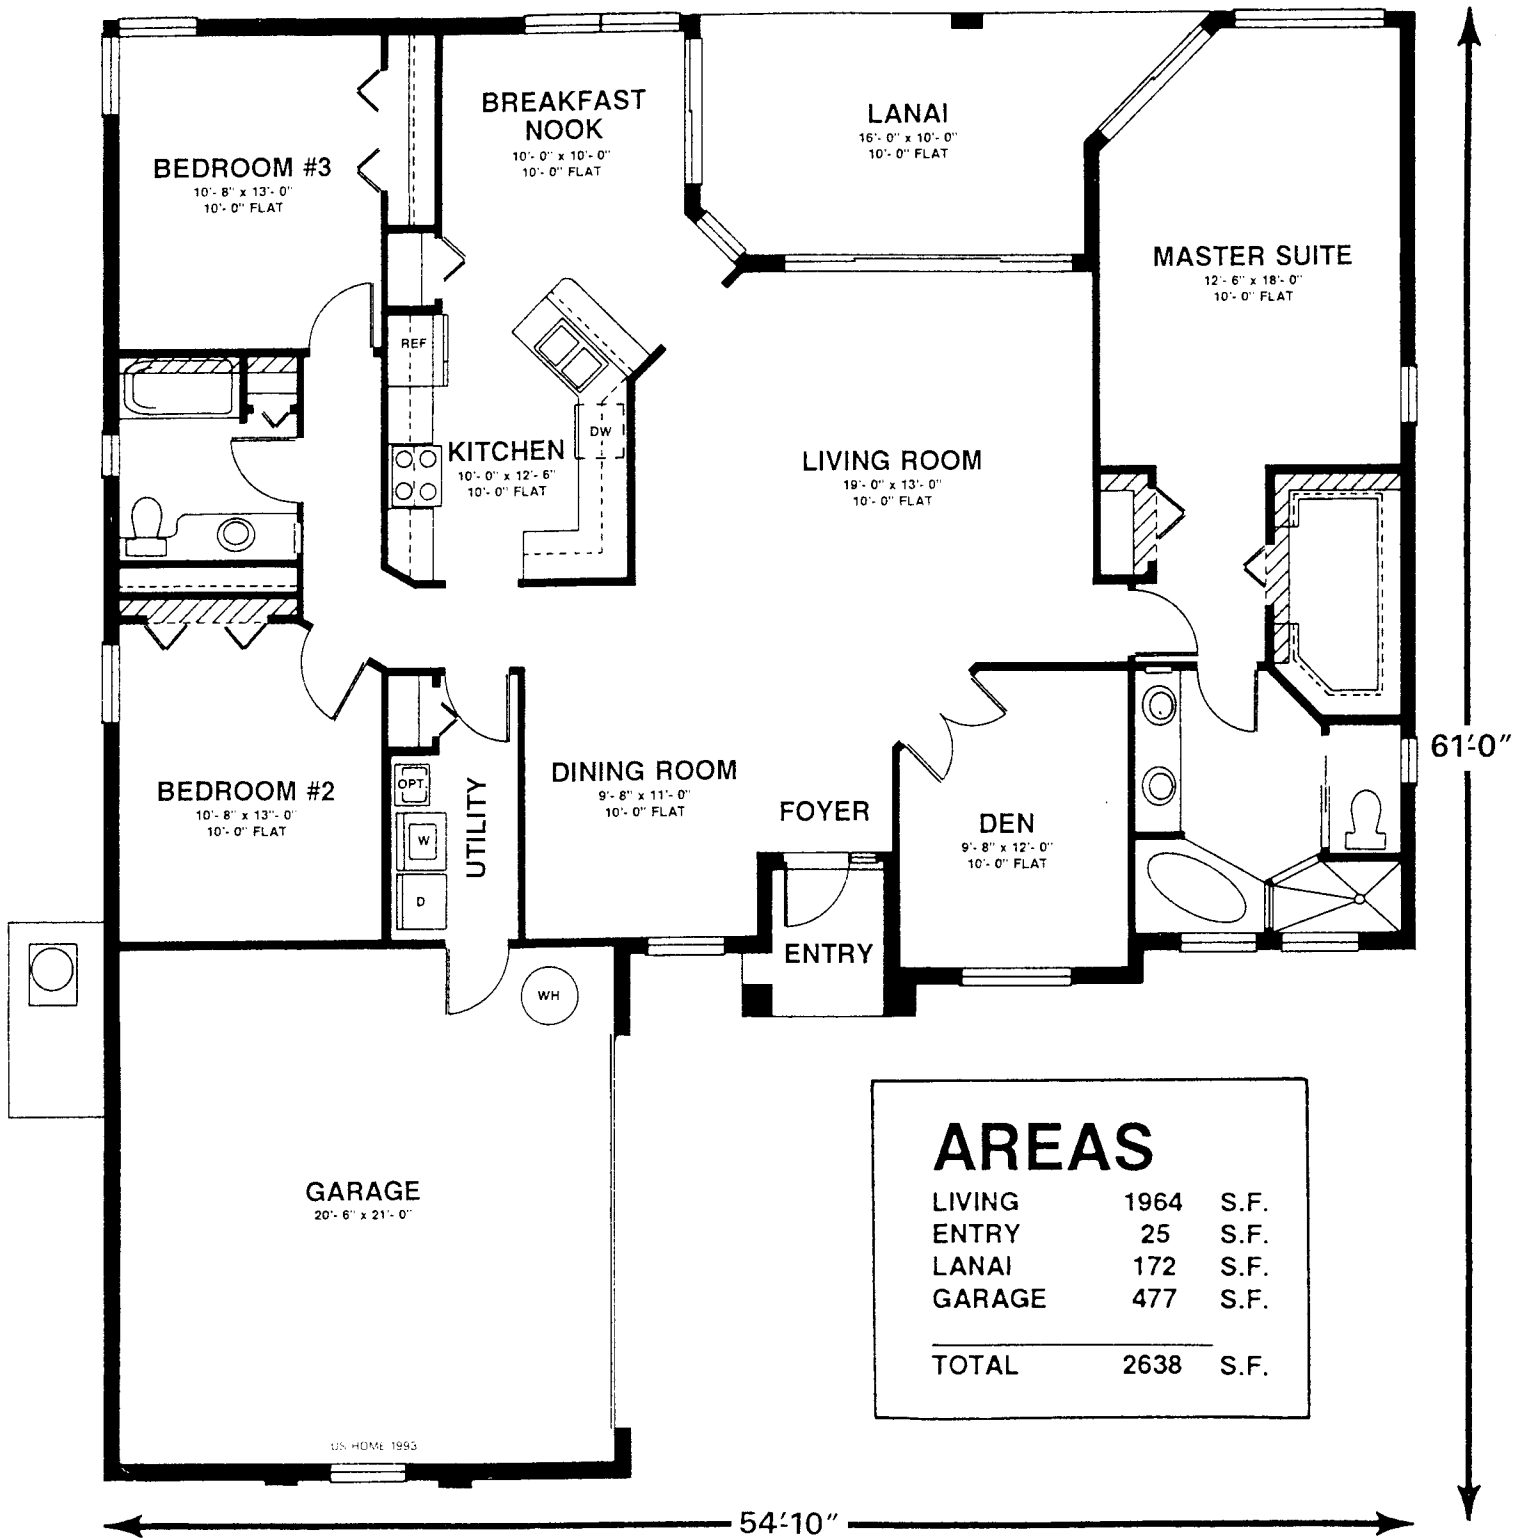 BREAKFAST
NOOK
10'- 0" x 10'- 0"
10'- 0" FLAT
LANAI
16'- 0" x 10'- 0"
10'- 0" FLAT
BEDROOM #3
10'- 8" x 13'- 0"
10'- 0" FLAT
MASTER SUITE
12'- 6" x 18'- 0"
10'- 0" FLAT
REF
DW
KITCHEN
10'- 0" x 12'- 6"
10'- 0" FLAT
LIVING ROOM
19'- 0" x 13'- 0"
10'- 0" FLAT
61'-0"
BEDROOM #2
10'- 8" x 13"- 0"
10'- 0" FLAT
OPT.
W
D
UTILITY
DINING ROOM
9'- 8" x 11'- 0"
10'- 0" FLAT
FOYER
DEN
9'- 8" x 12'- 0"
10'- 0" FLAT
ENTRY
WH
GARAGE
20'- 6" x 21'- 0"
AREAS
LIVING 1964 S.F.
ENTRY 25 S.F.
LANAI 172 S.F.
GARAGE 477 S.F.
TOTAL 2638 S.F.
US HOME 1993
54'-10"